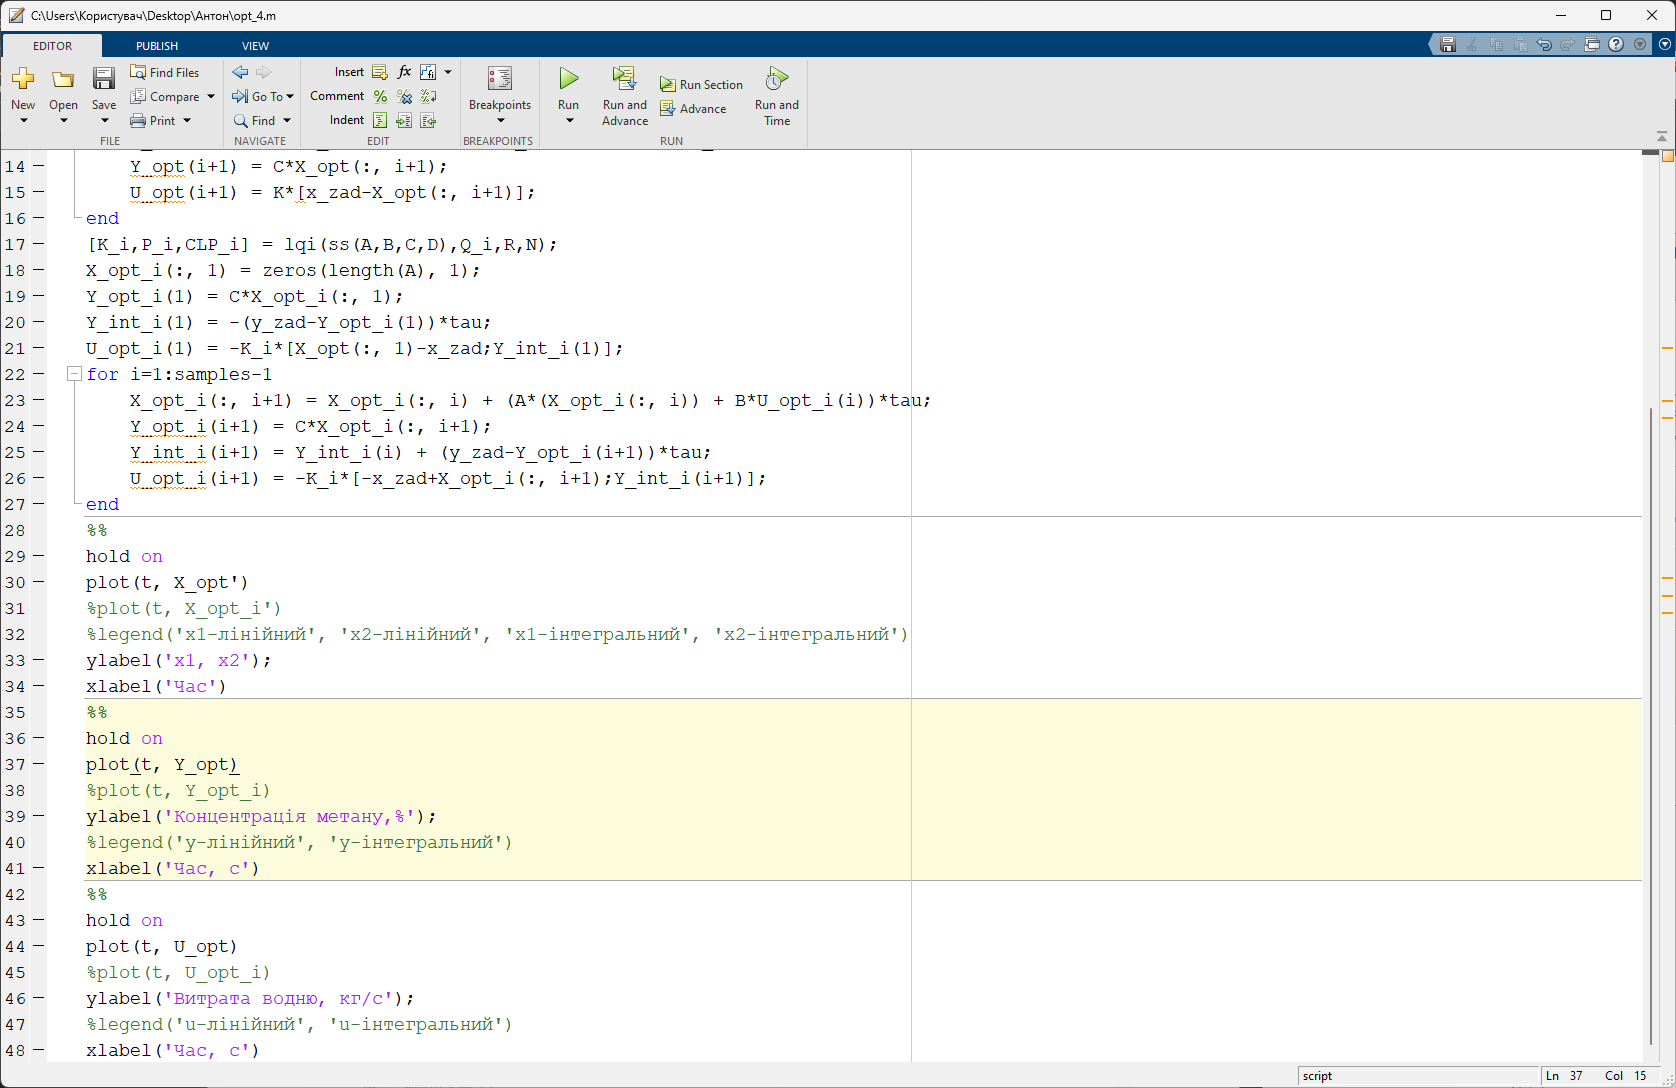 C:\Users\Користувач\Desktop\Антон\opt_4.m
EDITOR PUBLISH VIEW
New
Open
Save
Find Files
Compare
Print
FILE
Go To
Find
NAVIGATE
Insert fx
Comment
Indent
EDIT
Breakpoints
BREAKPOINTS
Run
Run and Advance
Run Section
Advance
Run and Time
RUN
14 Y_opt(i+1) = C*X_opt(:, i+1);
15 U_opt(i+1) = K*[x_zad-X_opt(:, i+1)];
16 end
17 [K_i,P_i,CLP_i] = lqi(ss(A,B,C,D),Q_i,R,N);
18 X_opt_i(:, 1) = zeros(length(A), 1);
19 Y_opt_i(1) = C*X_opt_i(:, 1);
20 Y_int_i(1) = -(y_zad-Y_opt_i(1))*tau;
21 U_opt_i(1) = -K_i*[X_opt(:, 1)-x_zad;Y_int_i(1)];
22 for i=1:samples-1
23 X_opt_i(:, i+1) = X_opt_i(:, i) + (A*(X_opt_i(:, i)) + B*U_opt_i(i))*tau;
24 Y_opt_i(i+1) = C*X_opt_i(:, i+1);
25 Y_int_i(i+1) = Y_int_i(i) + (y_zad-Y_opt_i(i+1))*tau;
26 U_opt_i(i+1) = -K_i*[-x_zad+X_opt_i(:, i+1);Y_int_i(i+1)];
27 end
28 %%
29 hold on
30 plot(t, X_opt')
31 %plot(t, X_opt_i')
32 %legend('x1-лінійний', 'x2-лінійний', 'x1-інтегральний', 'x2-інтегральний')
33 ylabel('x1, x2');
34 xlabel('Час')
35 %%
36 hold on
37 plot(t, Y_opt)
38 %plot(t, Y_opt_i)
39 ylabel('Концентрація метану,%');
40 %legend('y-лінійний', 'y-інтегральний')
41 xlabel('Час, с')
42 %%
43 hold on
44 plot(t, U_opt)
45 %plot(t, U_opt_i)
46 ylabel('Витрата водню, кг/с');
47 %legend('u-лінійний', 'u-інтегральний')
48 xlabel('Час, с')
script Ln 37 Col 15